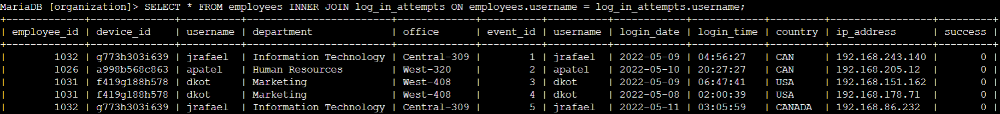 MariaDB [organization]> SELECT * FROM employees INNER JOIN log_in_attempts ON employees.username = log_in_attempts.username;
+-------------+--------------+----------+------------------------+-------------+----------+----------+------------+------------+---------+-----------------+---------+
| employee_id | device_id    | username | department             | office      | event_id | username | login_date | login_time | country | ip_address      | success |
+-------------+--------------+----------+------------------------+-------------+----------+----------+------------+------------+---------+-----------------+---------+
|        1032 | g773h303i639 | jrafael  | Information Technology | Central-309 |        1 | jrafael  | 2022-05-09 | 04:56:27   | CAN     | 192.168.243.140 |       0 |
|        1026 | a998b568c863 | apatel   | Human Resources        | West-320    |        2 | apatel   | 2022-05-10 | 20:27:27   | CAN     | 192.168.205.12  |       0 |
|        1031 | f419g188h578 | dkot     | Marketing              | West-408    |        3 | dkot     | 2022-05-09 | 06:47:41   | USA     | 192.168.151.162 |       0 |
|        1031 | f419g188h578 | dkot     | Marketing              | West-408    |        4 | dkot     | 2022-05-08 | 02:00:39   | USA     | 192.168.178.71  |       0 |
|        1032 | g773h303i639 | jrafael  | Information Technology | Central-309 |        5 | jrafael  | 2022-05-11 | 03:05:59   | CANADA  | 192.168.86.232  |       0 |